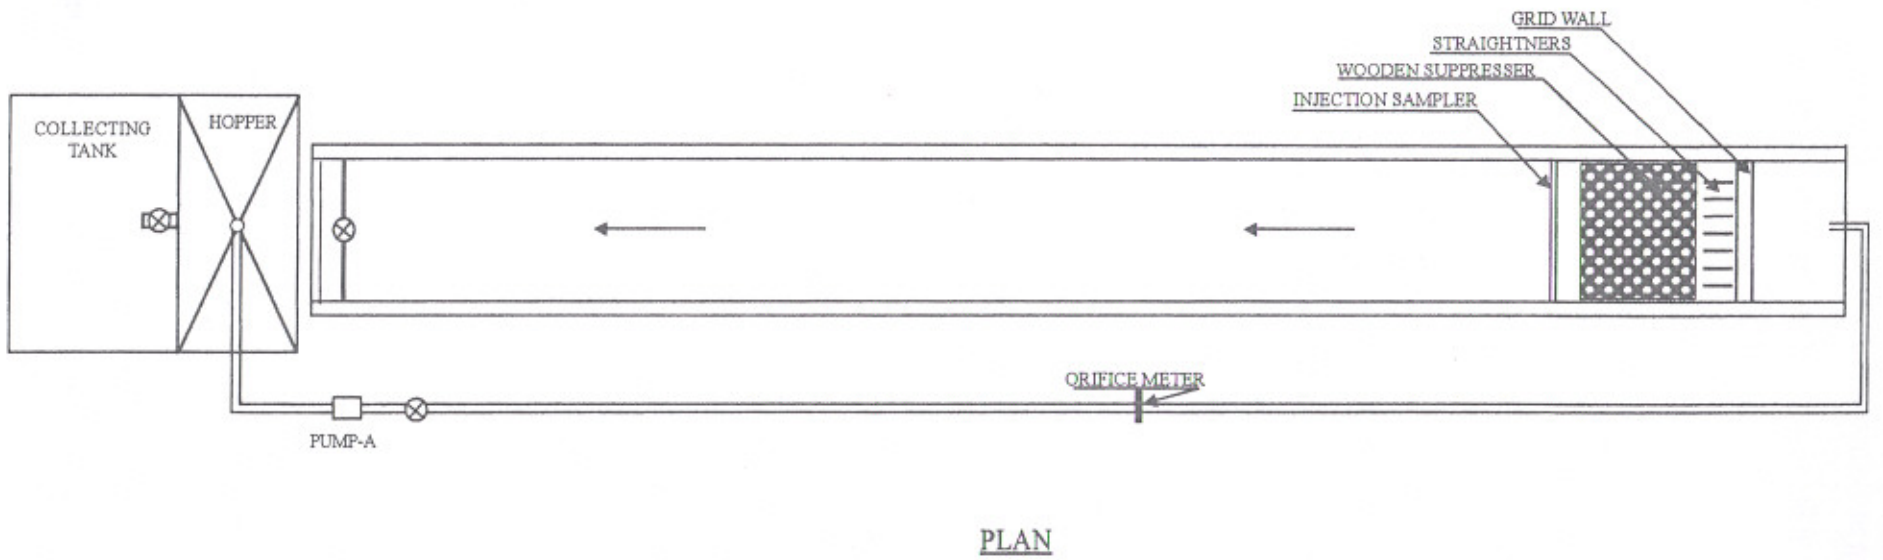 GRID WALL
STRAIGHTNERS
WOODEN SUPPRESSER
INJECTION SAMPLER
COLLECTING
TANK
HOPPER
ORIFICE METER
PUMP-A
PLAN